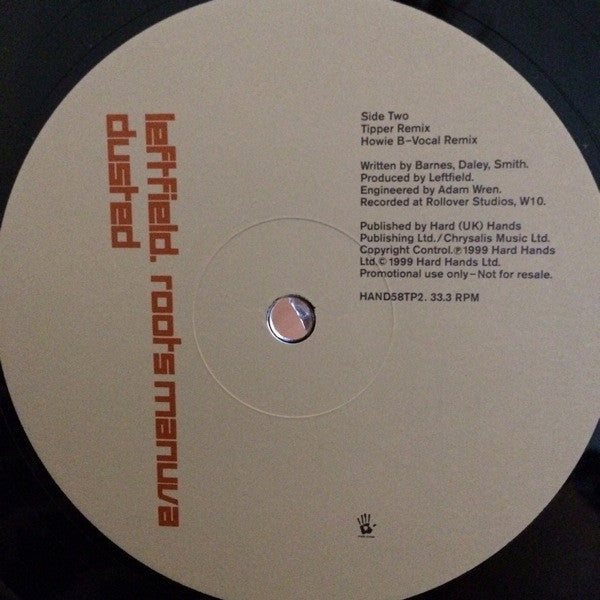 leftfield. roots manuva
dusted
Side Two
Tipper Remix
Howie B–Vocal Remix
Written by Barnes, Daley, Smith.
Produced by Leftfield.
Engineered by Adam Wren.
Recorded at Rollover Studios, W10.
Published by Hard (UK) Hands
Publishing Ltd./Chrysalis Music Ltd.
Copyright Control.℗1999 Hard Hands
Ltd.©1999 Hard Hands Ltd.
Promotional use only–Not for resale.
HAND58TP2. 33.3 RPM